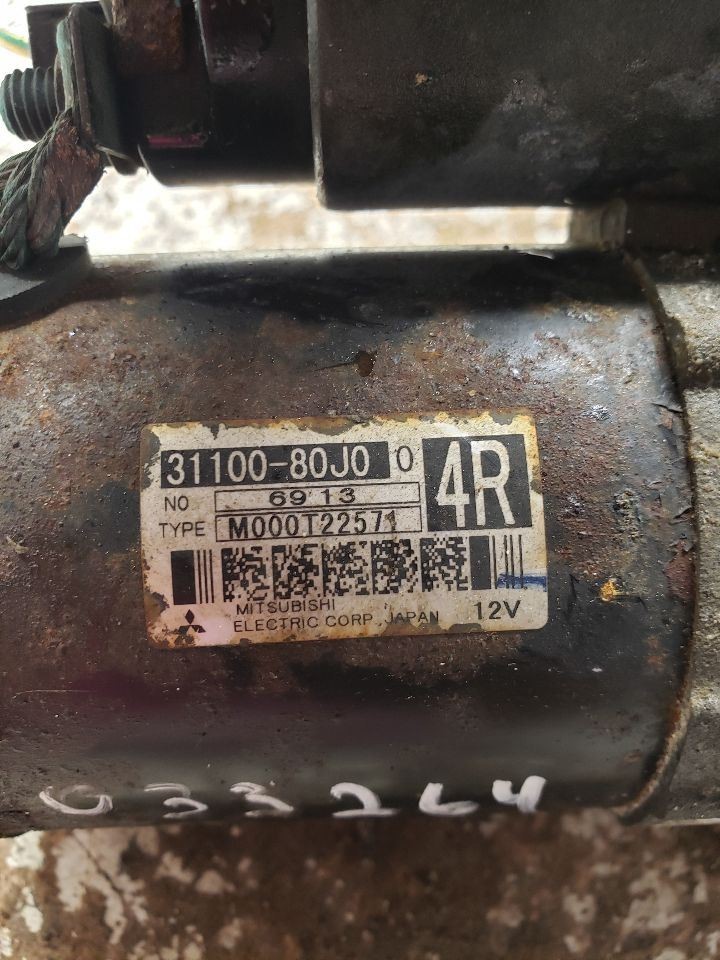 31100-80J0 0
4R
NO 6913
TYPE M000T22571
MITSUBISHI
ELECTRIC CORP. JAPAN 12V
G33264